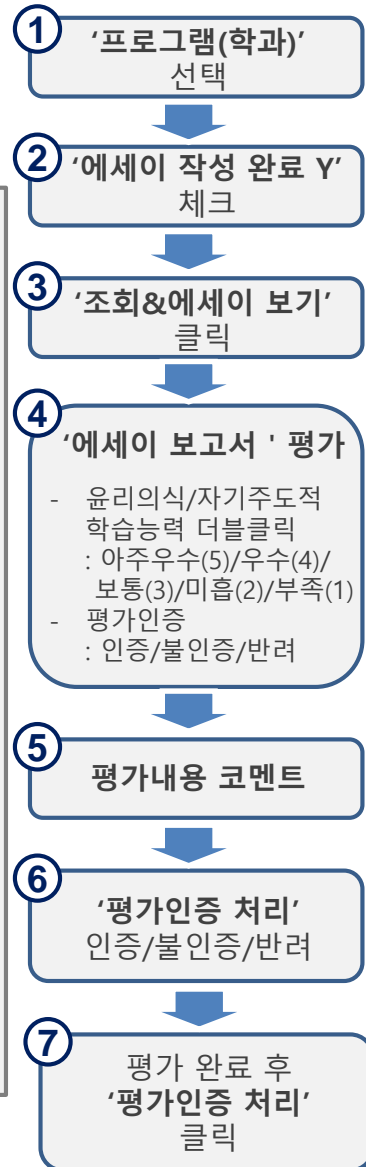 1
‘프로그램(학과)’
선택
2
‘에세이 작성 완료 Y’
체크
3
‘조회&에세이 보기’
클릭
4
‘에세이 보고서 ' 평가
- 윤리의식/자기주도적
학습능력 더블클릭
: 아주우수(5)/우수(4)/
보통(3)/미흡(2)/부족(1)
- 평가인증
: 인증/불인증/반려
5
평가내용 코멘트
6
‘평가인증 처리’
인증/불인증/반려
7
평가 완료 후
‘평가인증 처리’
클릭